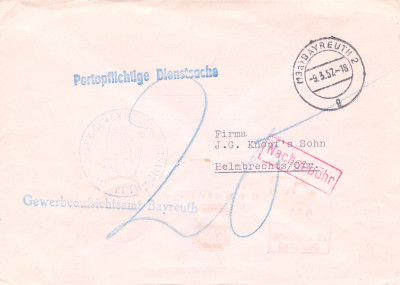 Portopflichtige Dienstsache
(13a) BAYREUTH 2
-9.3.57.-18
g
25
Firma
J.G. Knopf's Sohn
Helmbrechts/Ofr.
Nachgebühr
Gewerbeaufsichtsamt Bayreuth